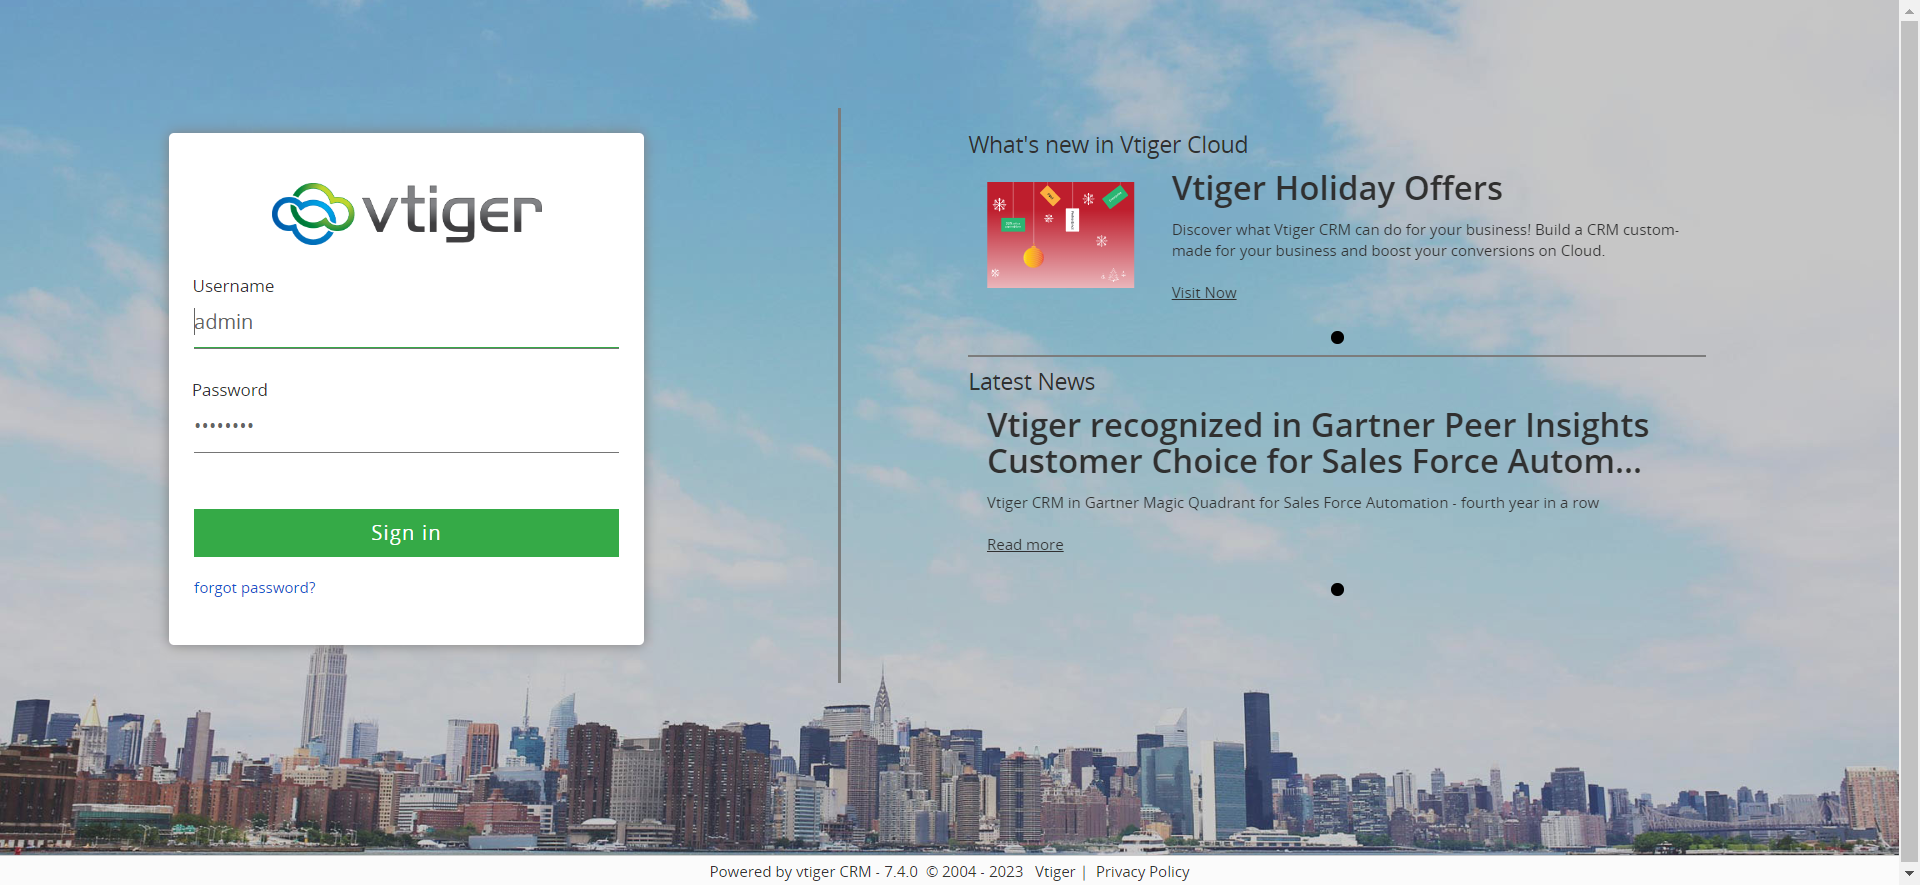 vtiger
Username
admin
Password
••••••••
Sign in
forgot password?
What's new in Vtiger Cloud
Vtiger Holiday Offers
Discover what Vtiger CRM can do for your business! Build a CRM custom-
made for your business and boost your conversions on Cloud.
Visit Now
Latest News
Vtiger recognized in Gartner Peer Insights
Customer Choice for Sales Force Autom...
Vtiger CRM in Gartner Magic Quadrant for Sales Force Automation - fourth year in a row
Read more
Powered by vtiger CRM - 7.4.0 © 2004 - 2023 Vtiger | Privacy Policy